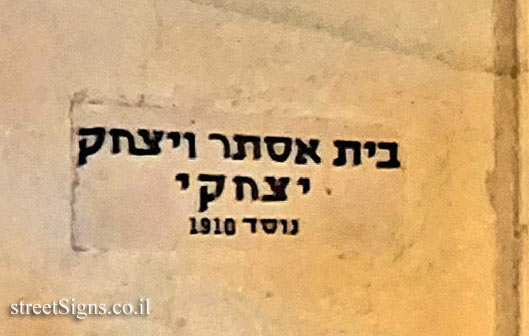 בית אסתר ויצחק
יצחקי
נוסד 1910
streetSigns.co.il